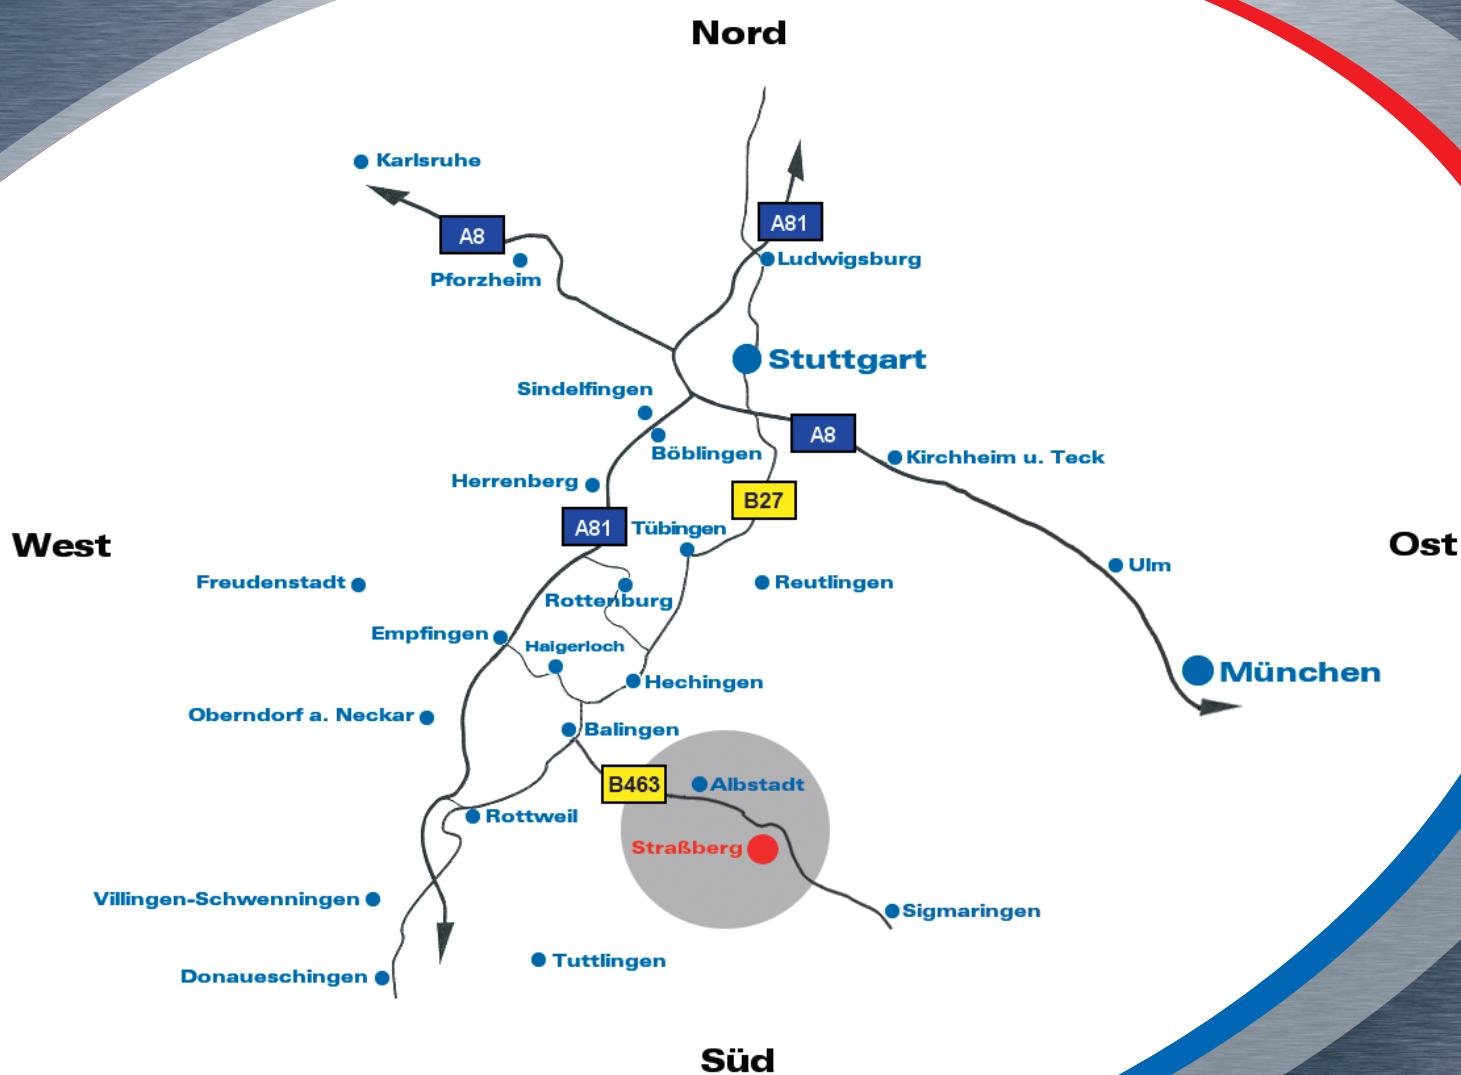 Nord
Karlsruhe
A81
A8
Ludwigsburg
Pforzheim
Stuttgart
Sindelfingen
A8
Böblingen
Kirchheim u. Teck
Herrenberg
B27
A81
Tübingen
West
Ost
Ulm
Freudenstadt
Reutlingen
Rottenburg
Empfingen
Haigerloch
München
Hechingen
Oberndorf a. Neckar
Balingen
B463
Albstadt
Rottweil
Straßberg
Villingen-Schwenningen
Sigmaringen
Tuttlingen
Donaueschingen
Süd